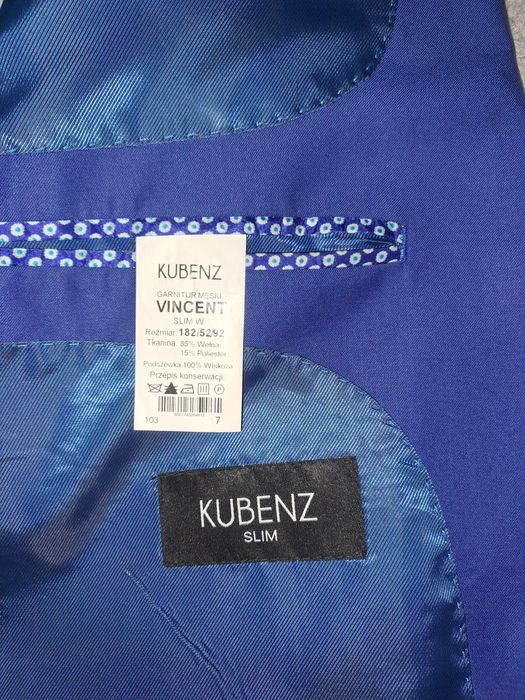 KUBENZ
GARNITUR MĘSKI
VINCENT
SLIM W
Rozmiar: 182/52/92
Tkanina: 85% Wełna
15% Poliester
Podszewka:100% Wiskoza
Przepis konserwacji
103 7
KUBENZ
SLIM